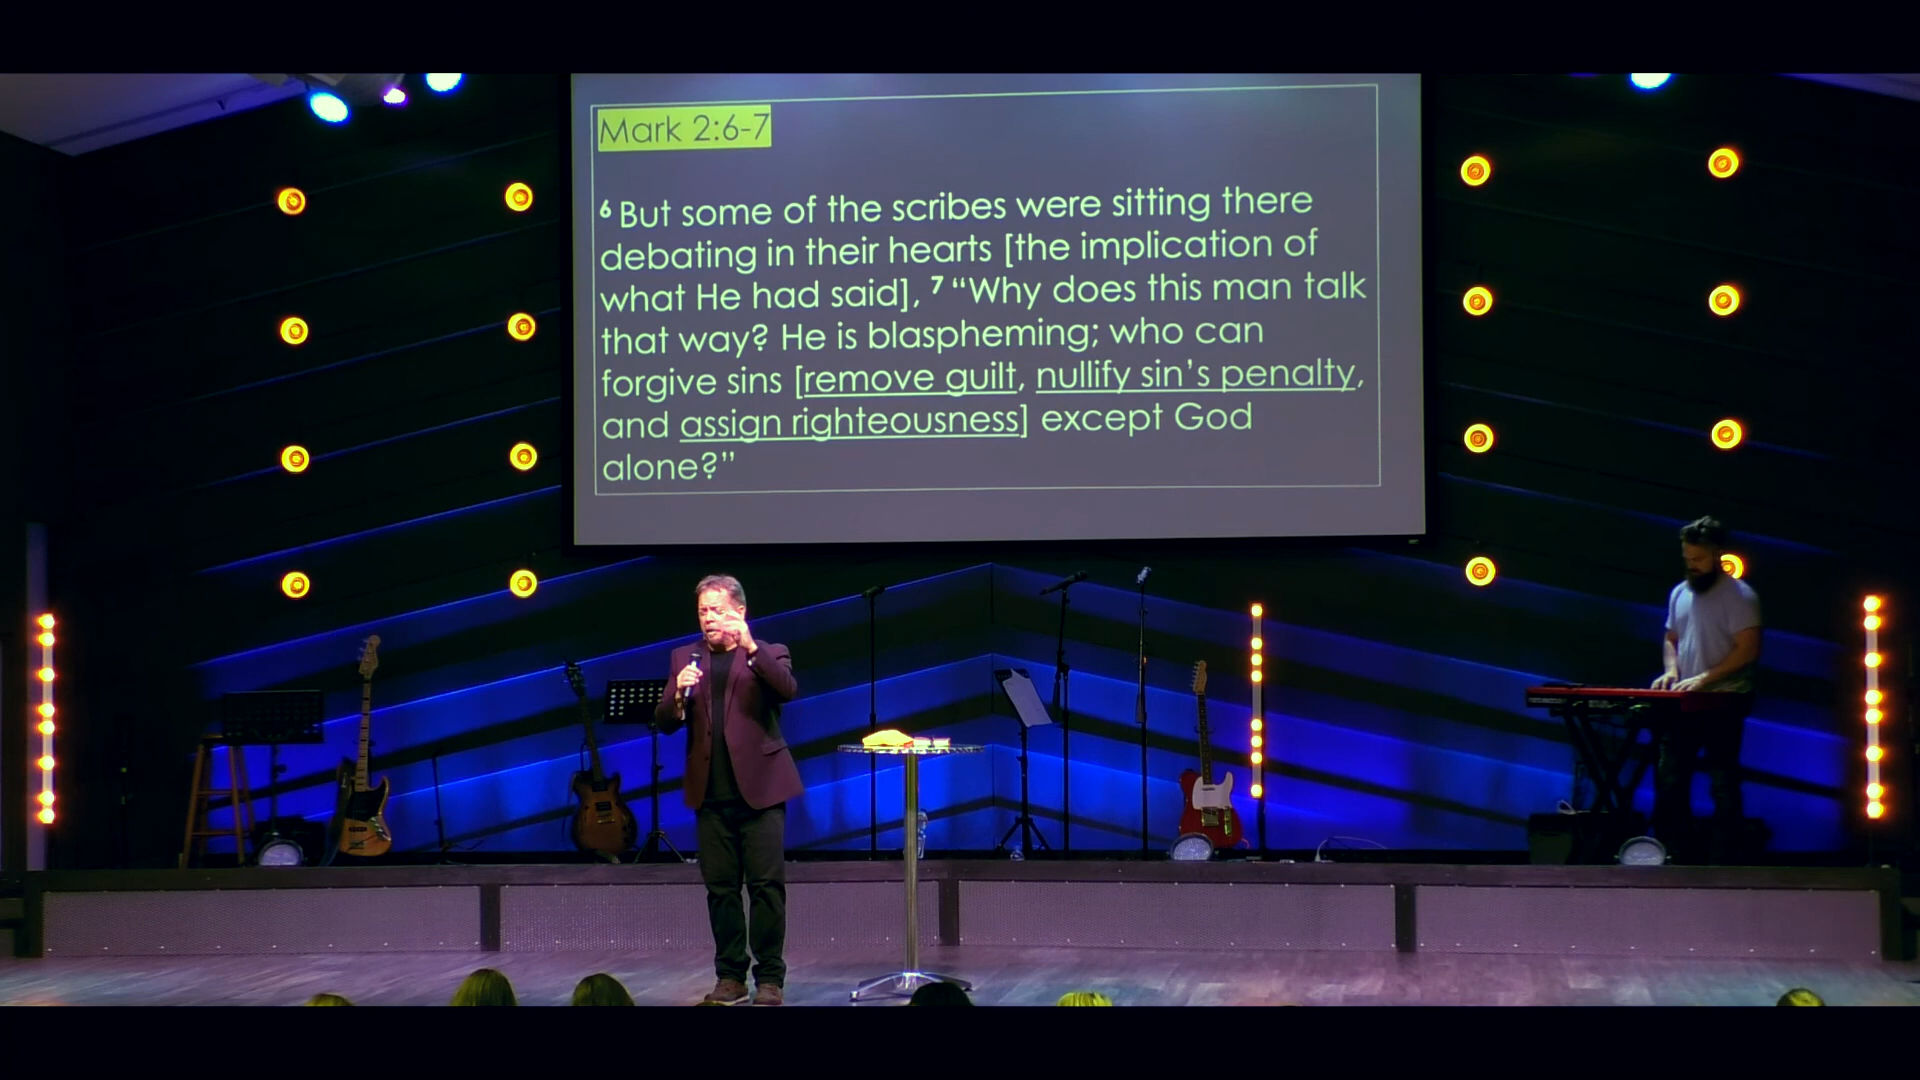 Mark 2:6-7
⁶ But some of the scribes were sitting there
debating in their hearts [the implication of
what He had said], ⁷ “Why does this man talk
that way? He is blaspheming; who can
forgive sins [remove guilt, nullify sin’s penalty,
and assign righteousness] except God
alone?”